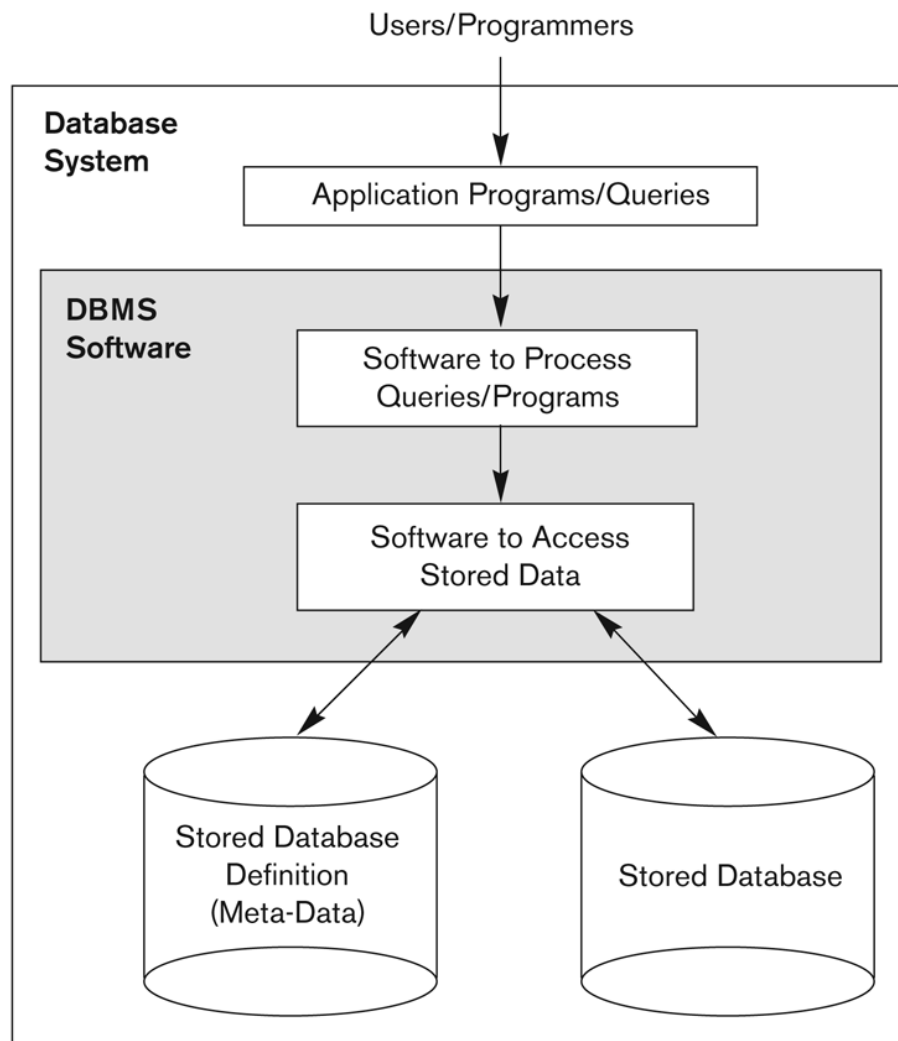 Users/Programmers
Database
System
Application Programs/Queries
DBMS
Software
Software to Process
Queries/Programs
Software to Access
Stored Data
Stored Database
Definition
(Meta-Data)
Stored Database